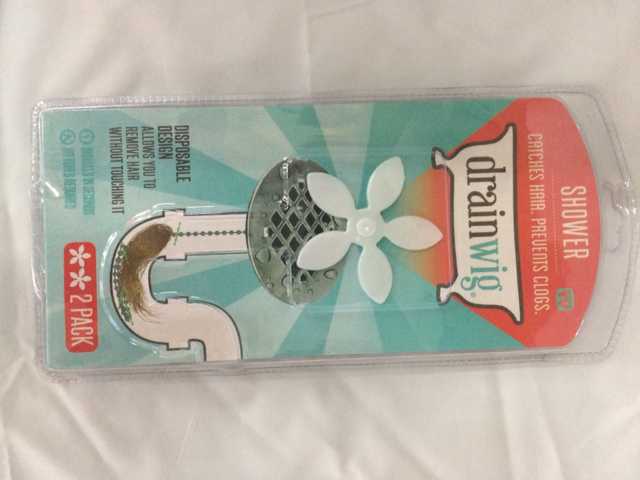 SHOWER
CATCHES HAIR. PREVENTS CLOGS.
drainwig®
DISPOSABLE
DESIGN
ALLOWS YOU TO
REMOVE HAIR
WITHOUT TOUCHING IT
2 PACK